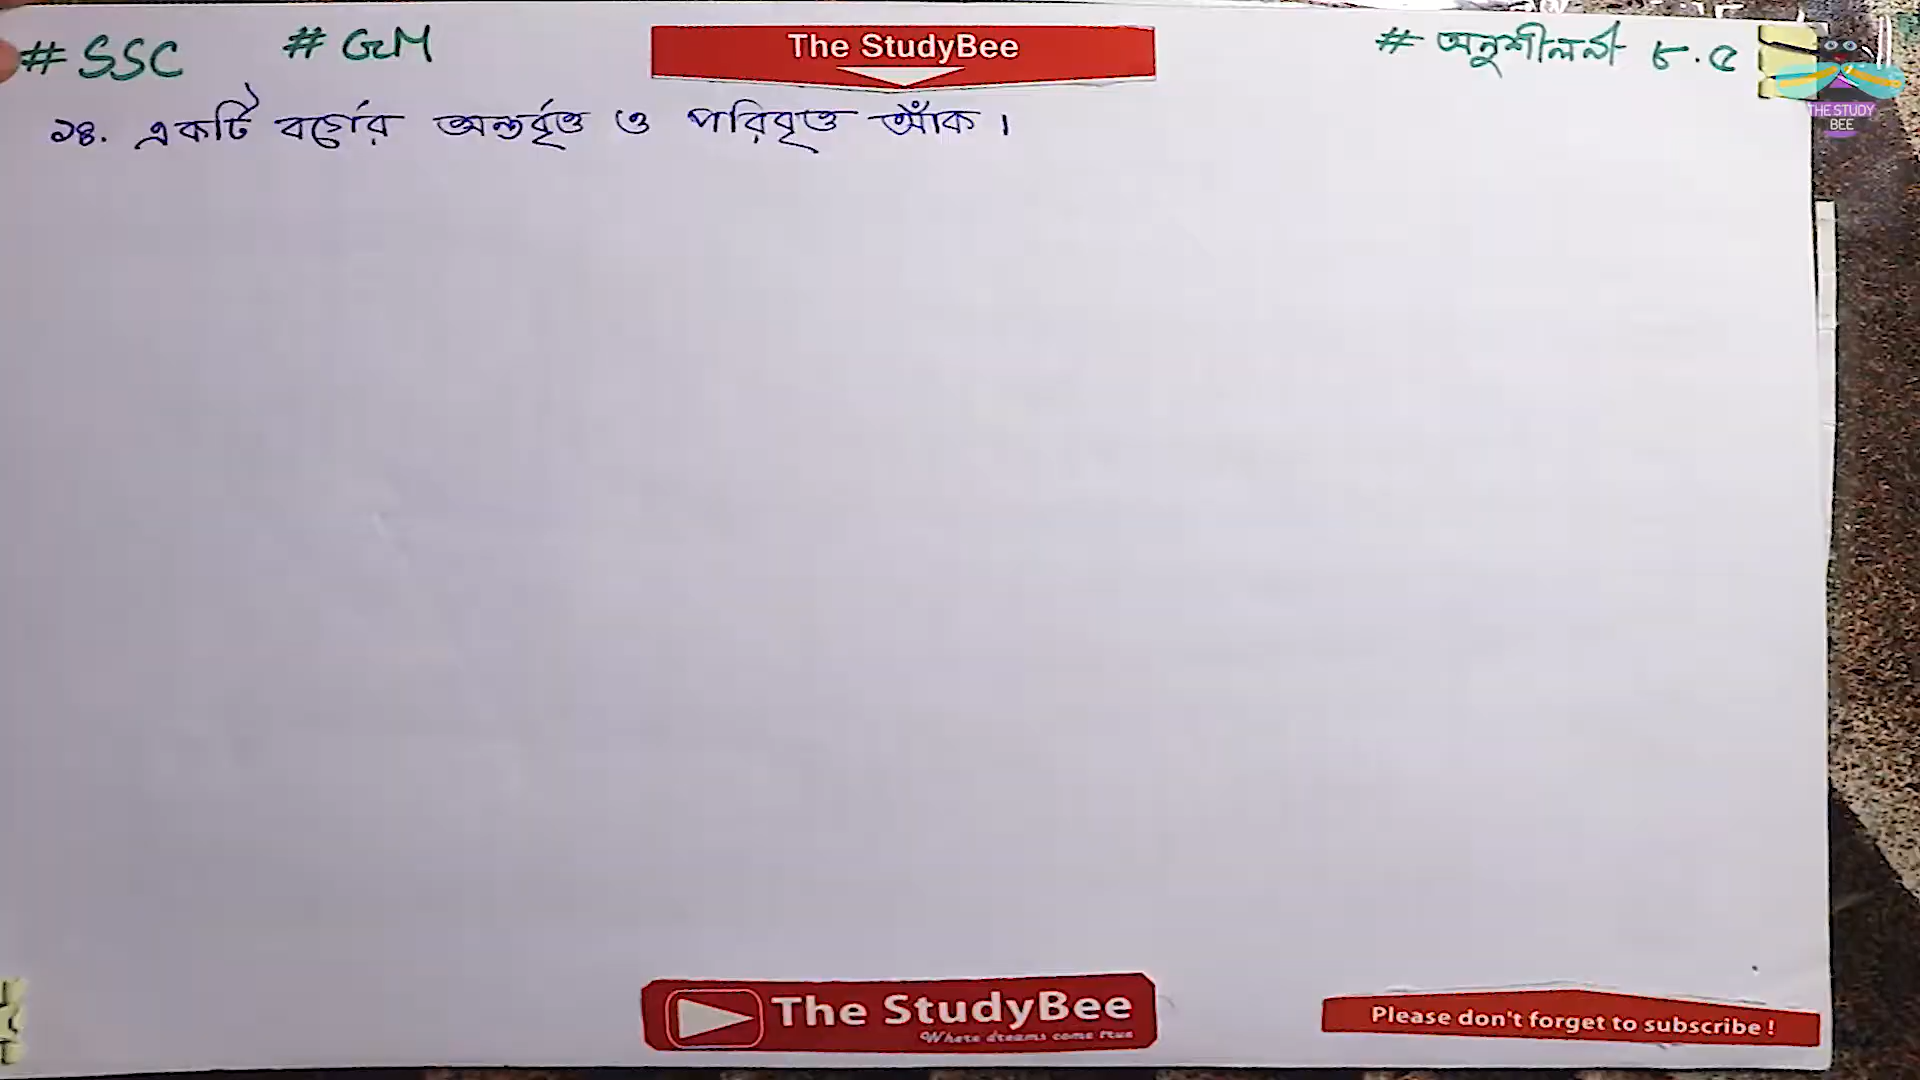 # SSC # GM The StudyBee # অনুশীলনী ৮.৫
THE STUDY
BEE
১৪. একটি বর্গের অন্তর্বৃত্ত ও পরিবৃত্ত আঁক।
The StudyBee
Where dreams come true
Please don't forget to subscribe !